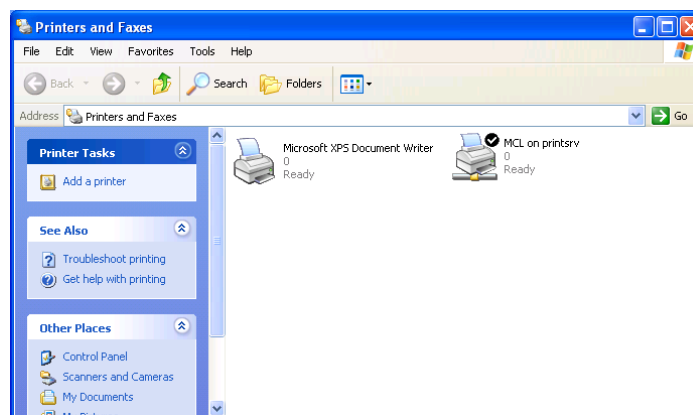 Printers and Faxes
File Edit View Favorites Tools Help
Back Search Folders
Address Printers and Faxes Go
Printer Tasks
Add a printer
See Also
Troubleshoot printing
Get help with printing
Other Places
Control Panel
Scanners and Cameras
My Documents
Microsoft XPS Document Writer
0
Ready
MCL on printsrv
0
Ready